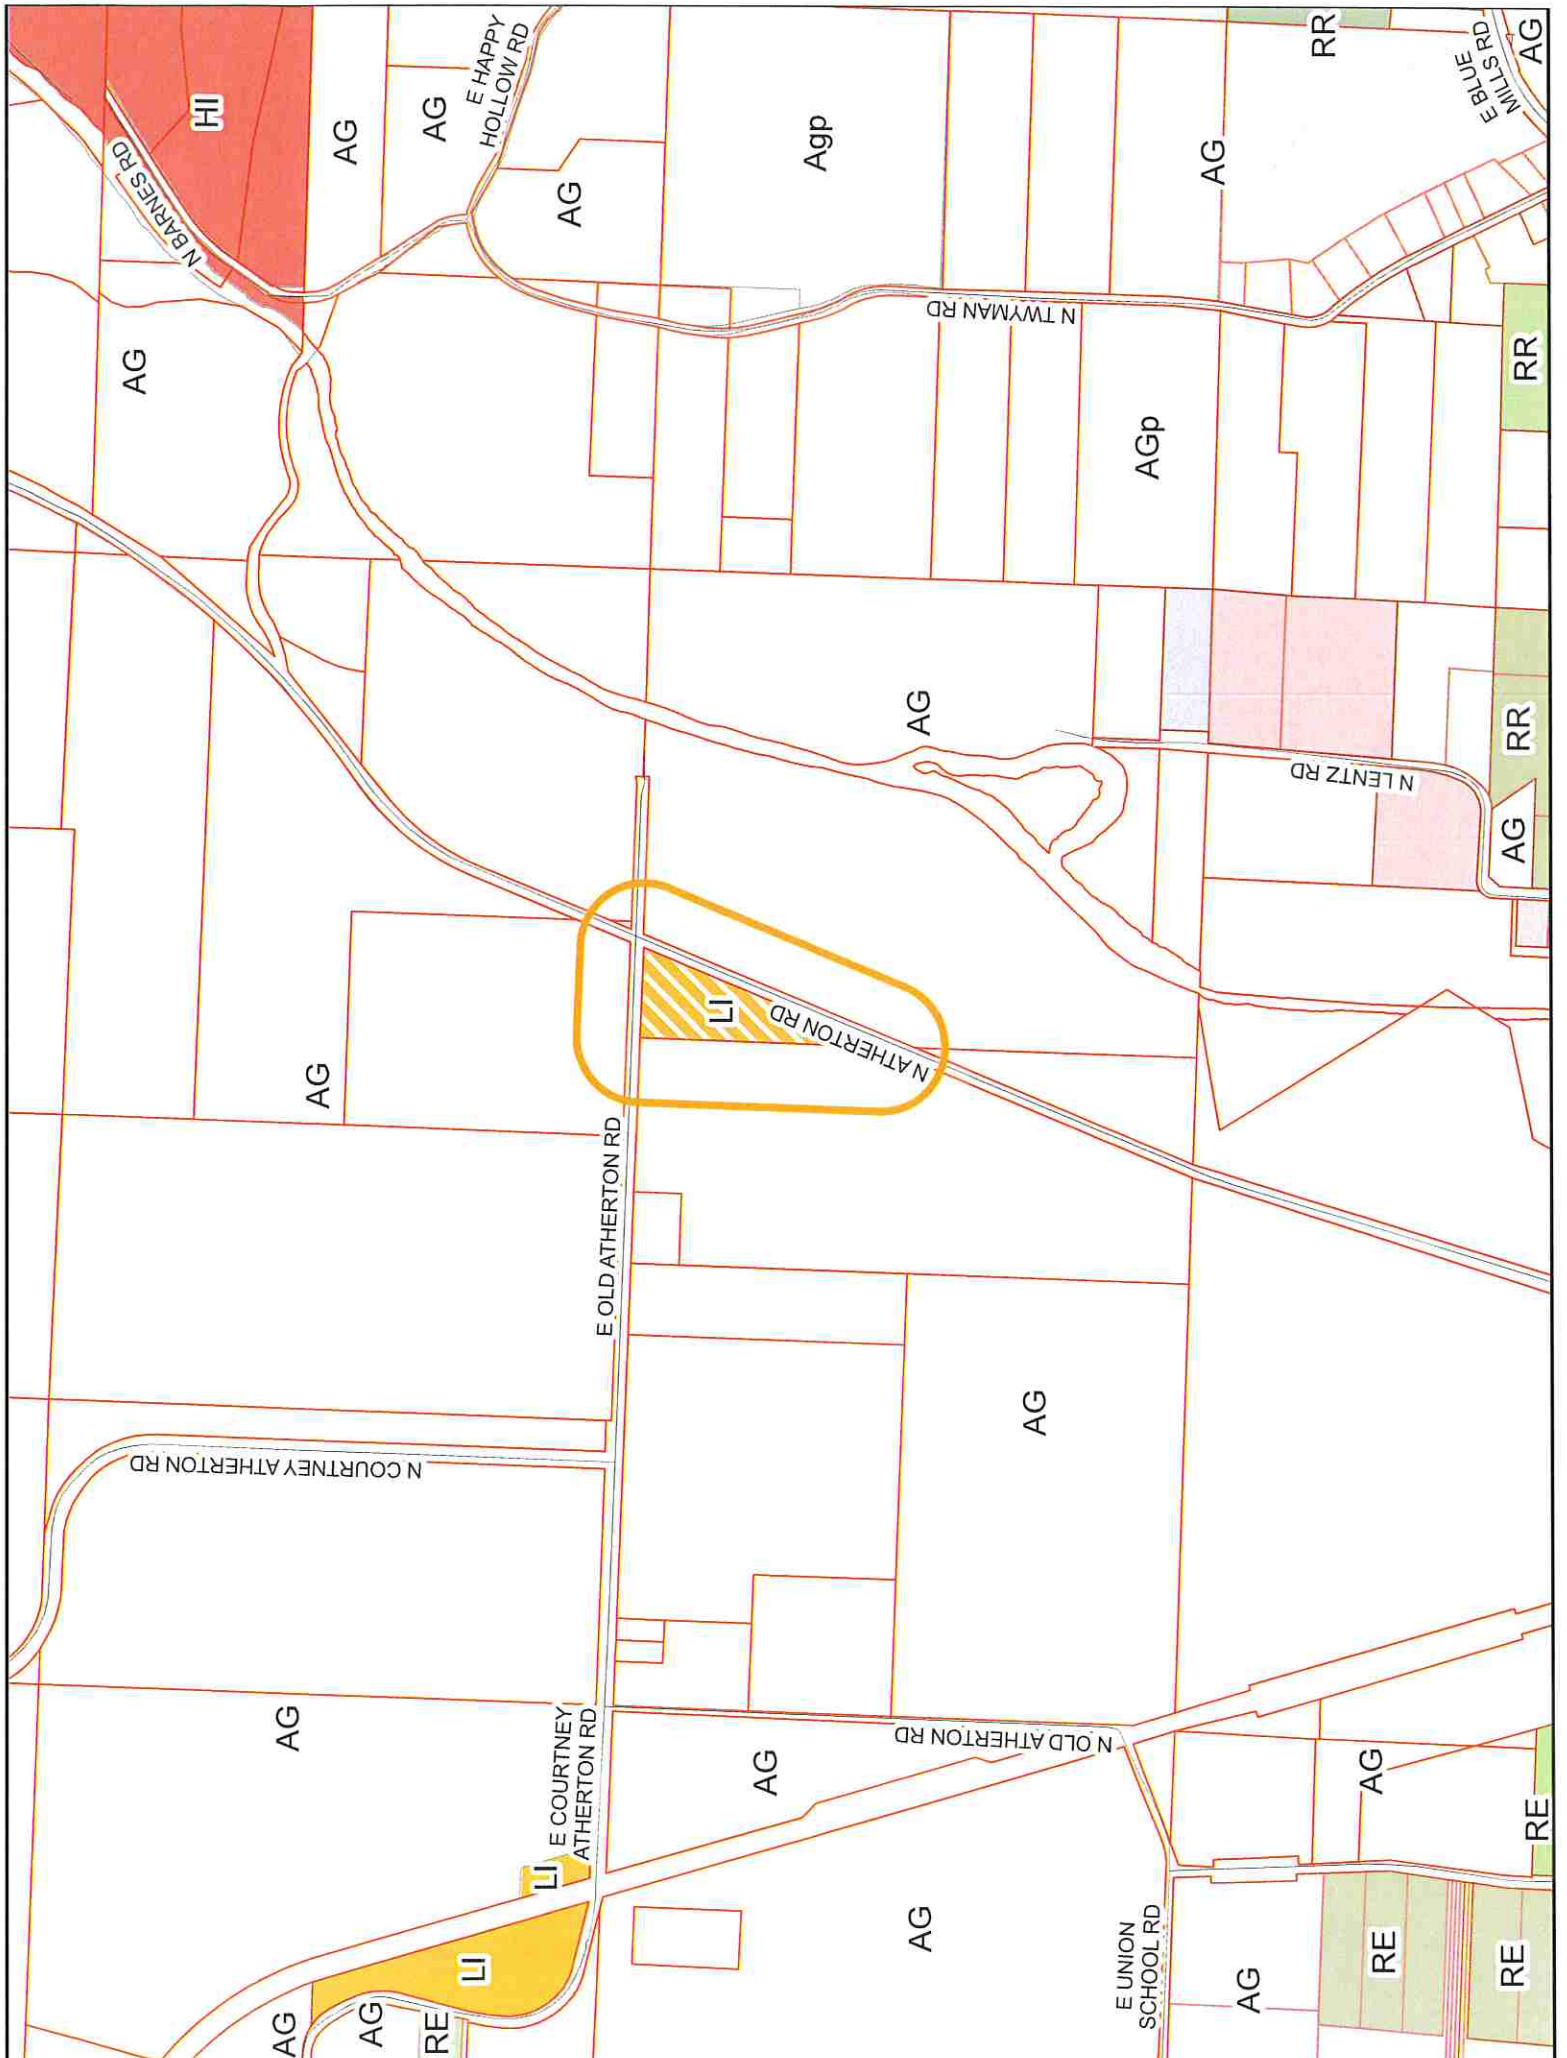 AG
N BARNES RD
HI
AG
AG
N COURTNEY ATHERTON RD
AG
AG
AG
AG
RE
LI
E HAPPY
HOLLOW RD
LI
E COURTNEY
ATHERTON RD
AG
E OLD ATHERTON RD
LI
AG
Agp
N ATHERTON RD
N OLD ATHERTON RD
AG
AG
N TWYMAN RD
AG
E UNION
SCHOOL RD
AGp
AG
AG
RR
N LENTZ RD
AG
RE
E BLUE
MILLS RD
RE
AG
RR
RR
AG
RE